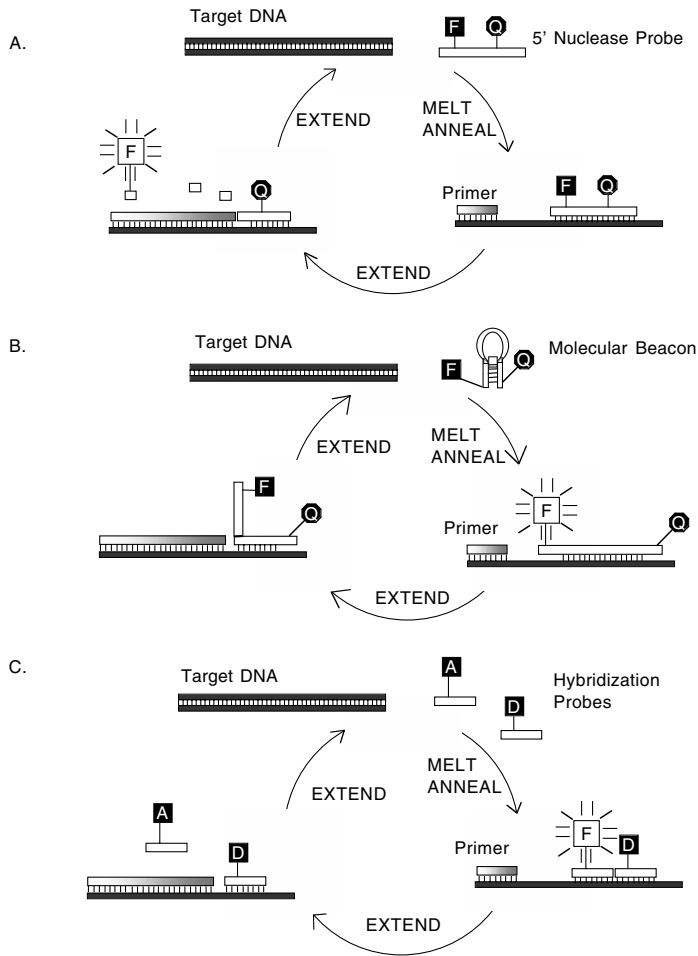 A.
Target DNA
F Q
5' Nuclease Probe
EXTEND
MELT
ANNEAL
F
Q
Primer
F Q
EXTEND
B.
Target DNA
F Q
Molecular Beacon
EXTEND
MELT
ANNEAL
F
Q
Primer
F
Q
EXTEND
C.
Target DNA
A
D
Hybridization
Probes
EXTEND
MELT
ANNEAL
A
D
Primer
F D
EXTEND